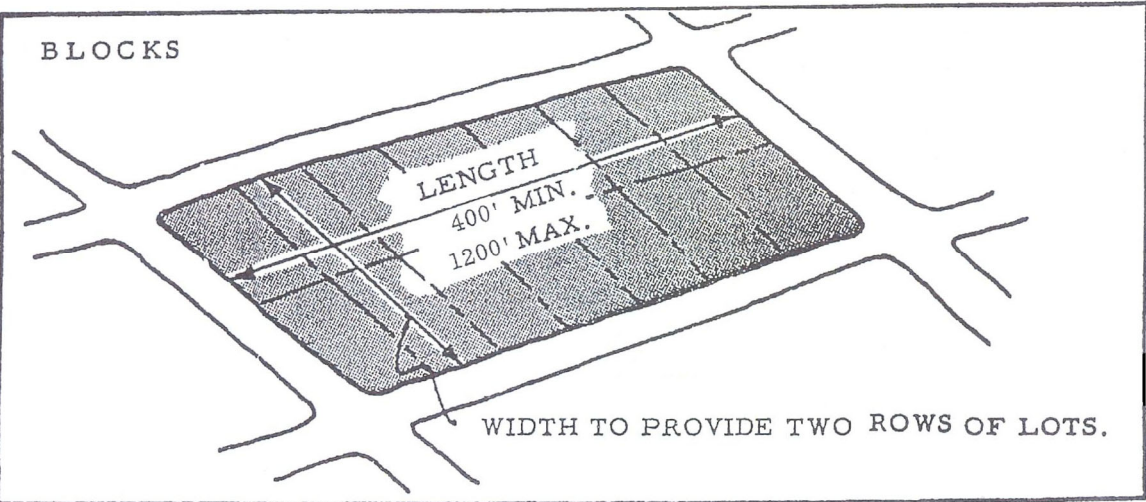 BLOCKS
LENGTH
400' MIN.
1200' MAX.
WIDTH TO PROVIDE TWO ROWS OF LOTS.